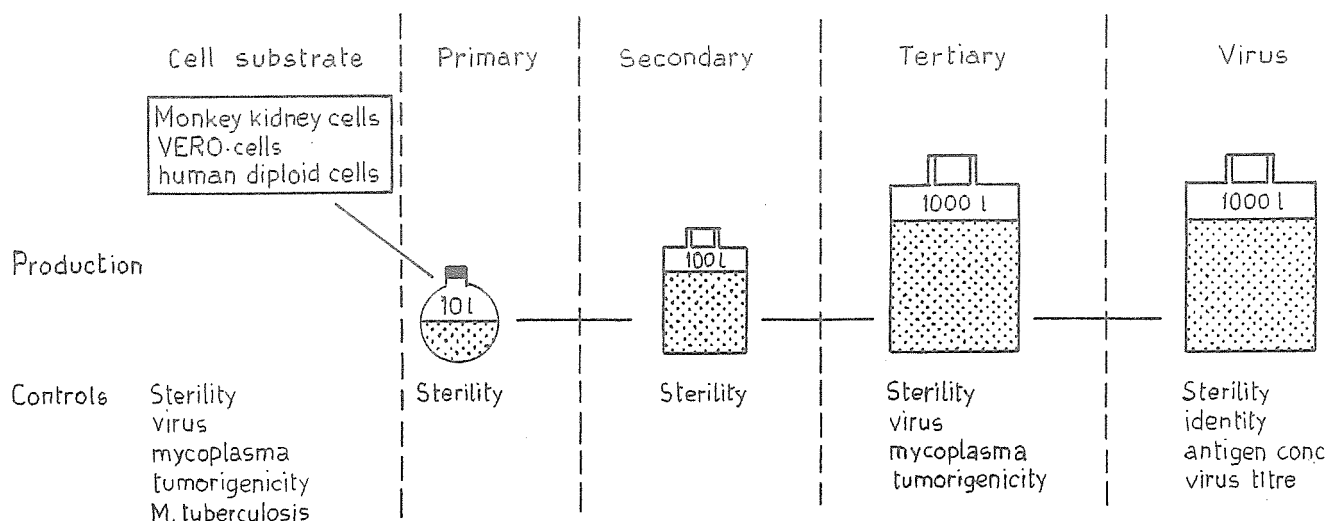 Cell substrate
Primary
Secondary
Tertiary
Virus
Monkey kidney cells
VERO-cells
human diploid cells
Production
10 l
100 l
1000 l
1000 l
Controls
Sterility
virus
mycoplasma
tumorigenicity
M. tuberculosis
Sterility
Sterility
Sterility
virus
mycoplasma
tumorigenicity
Sterility
identity
antigen conc
virus titre